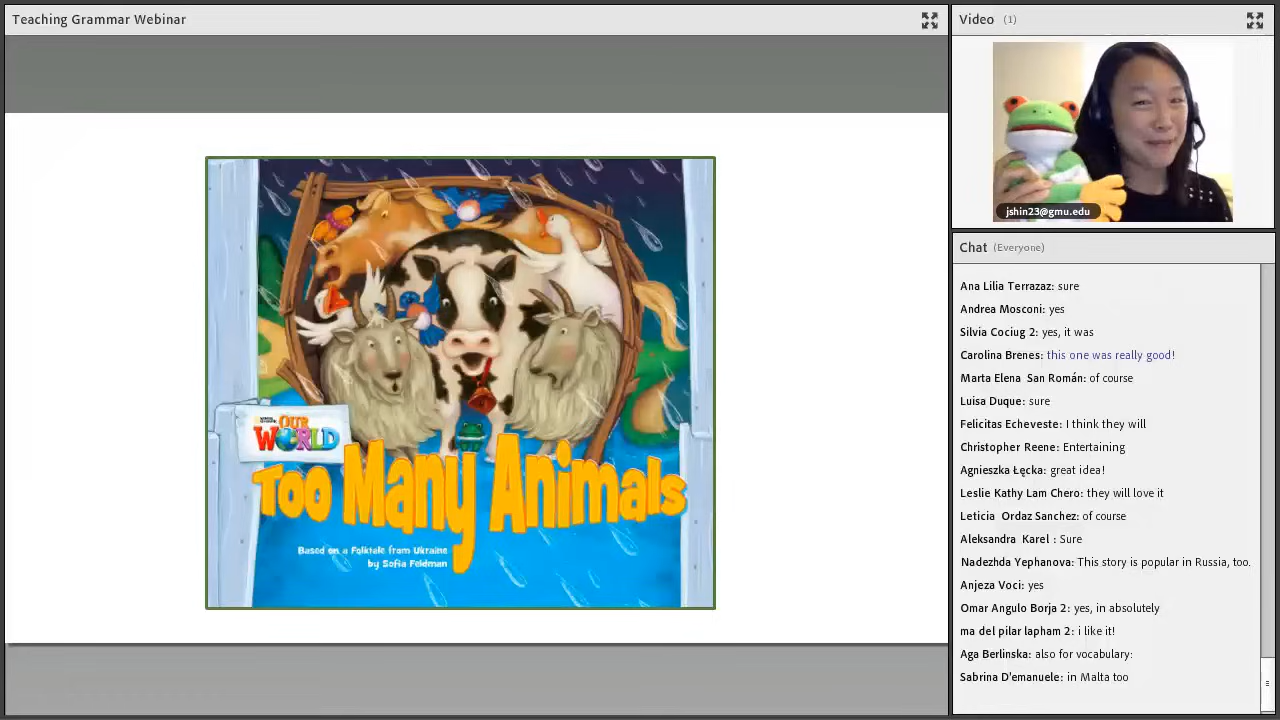 Teaching Grammar Webinar
OUR
WORLD
Too Many Animals
Based on a Folktale from Ukraine
by Sofia Feldman
Video (1)
jshin23@gmu.edu
Chat (Everyone)
Ana Lilia Terrazaz: sure
Andrea Mosconi: yes
Silvia Cociug 2: yes, it was
Carolina Brenes: this one was really good!
Marta Elena San Román: of course
Luisa Duque: sure
Felicitas Echeveste: I think they will
Christopher Reene: Entertaining
Agnieszka Łęcka: great idea!
Leslie Kathy Lam Chero: they will love it
Leticia Ordaz Sanchez: of course
Aleksandra Karel : Sure
Nadezhda Yephanova: This story is popular in Russia, too.
Anjeza Voci: yes
Omar Angulo Borja 2: yes, in absolutely
ma del pilar lapham 2: i like it!
Aga Berlinska: also for vocabulary:
Sabrina D'emanuele: in Malta too